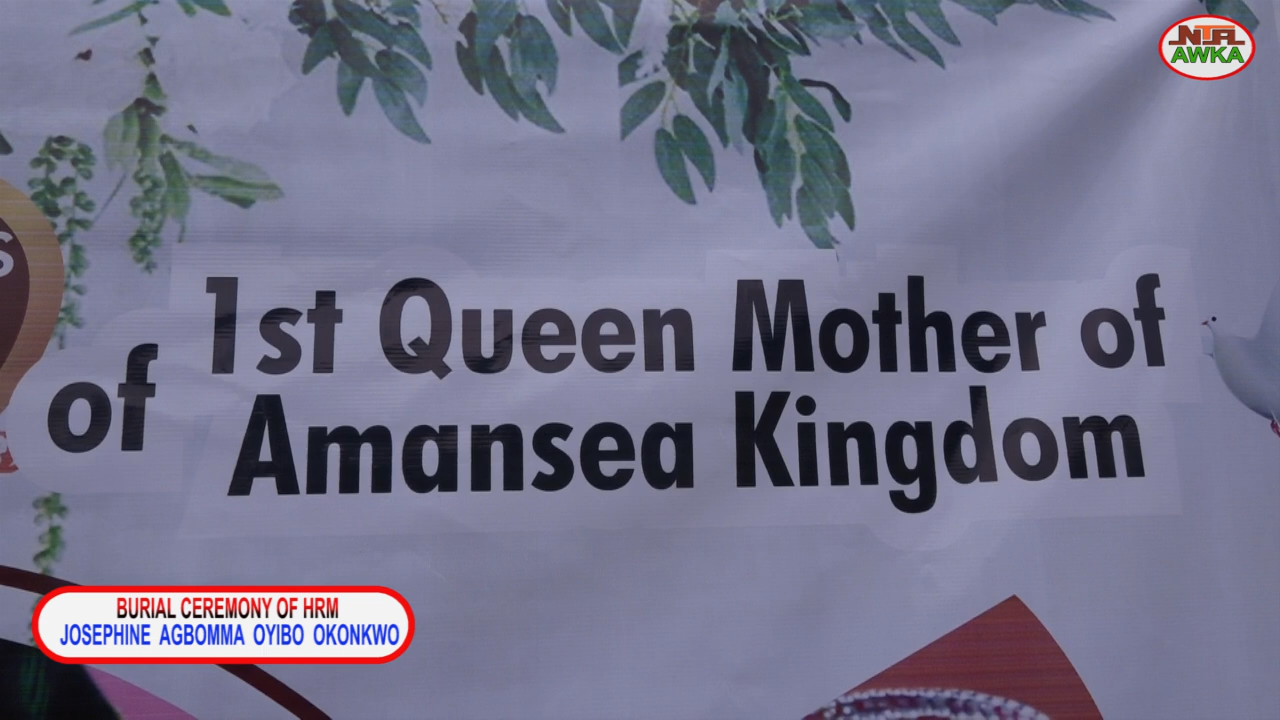 NTA
AWKA
of
1st Queen Mother of
Amansea Kingdom
BURIAL CEREMONY OF HRM
JOSEPHINE AGBOMMA OYIBO OKONKWO